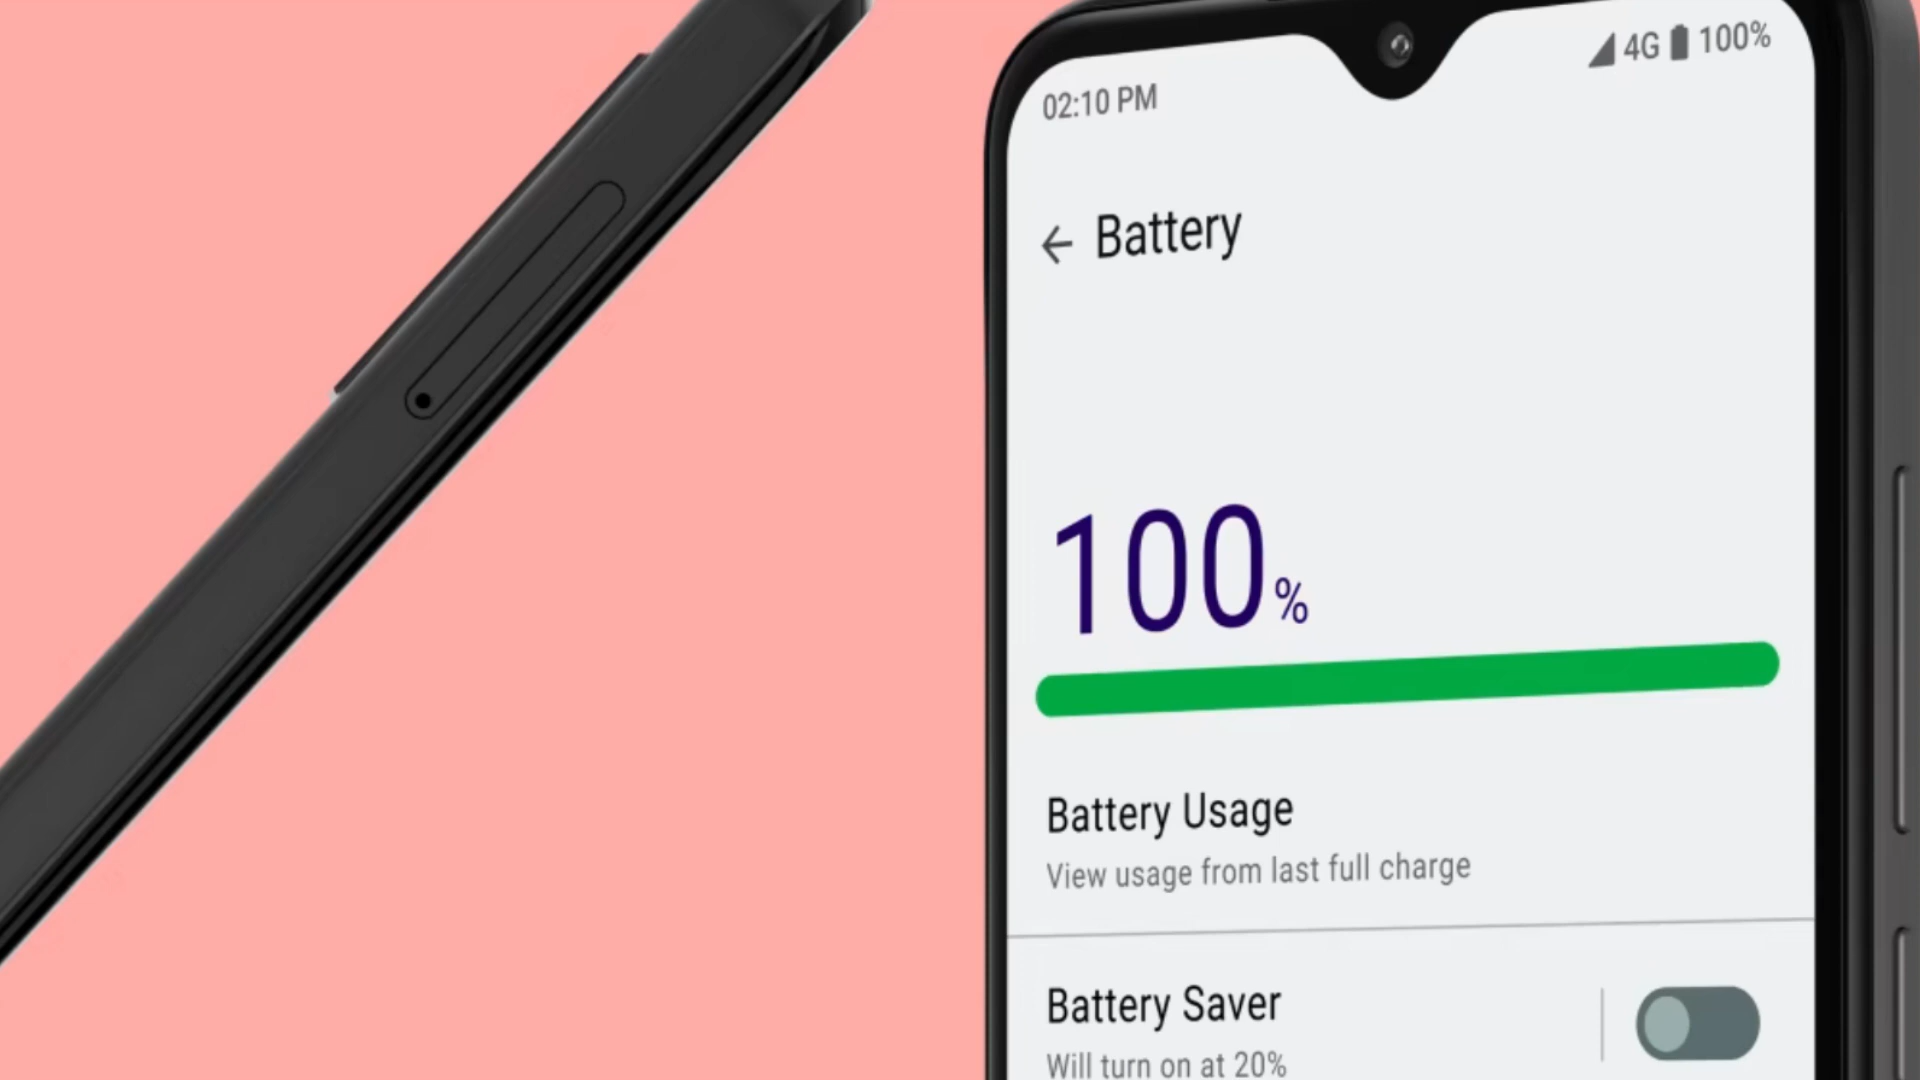 02:10 PM
4G 100%
Battery
100%
Battery Usage
View usage from last full charge
Battery Saver
Will turn on at 20%